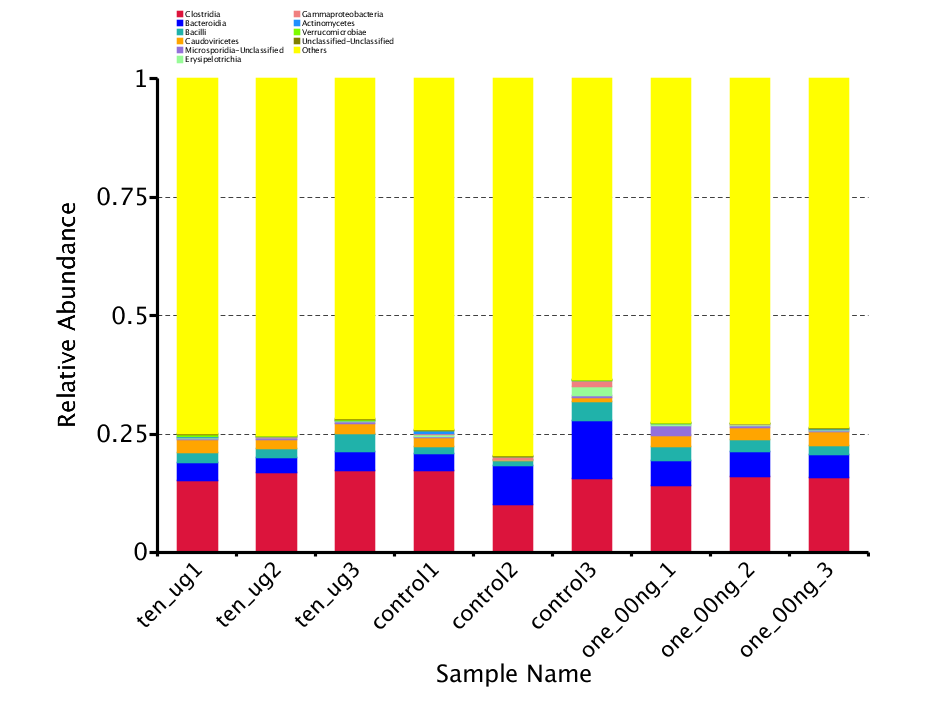 Clostridia
Bacteroidia
Bacilli
Caudoviricetes
Microsporidia-Unclassified
Erysipelotrichia
Gammaproteobacteria
Actinomycetes
Verrucomicrobiae
Unclassified-Unclassified
Others
1
0.75
0.5
0.25
0
Relative Abundance
ten_ug1
ten_ug2
ten_ug3
control1
control2
control3
one_00ng_1
one_00ng_2
one_00ng_3
Sample Name